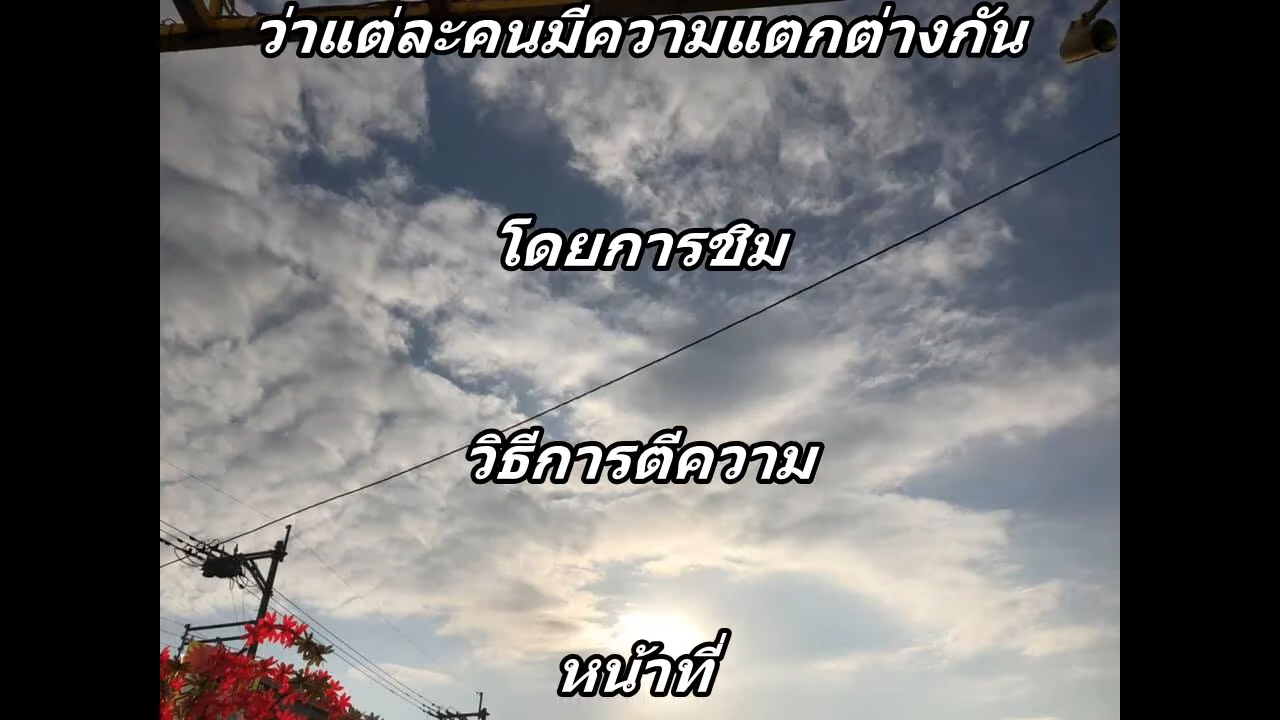 ว่าแต่ละคนมีความแตกต่างกัน
โดยการชิม
วิธีการตีความ
หน้าที่